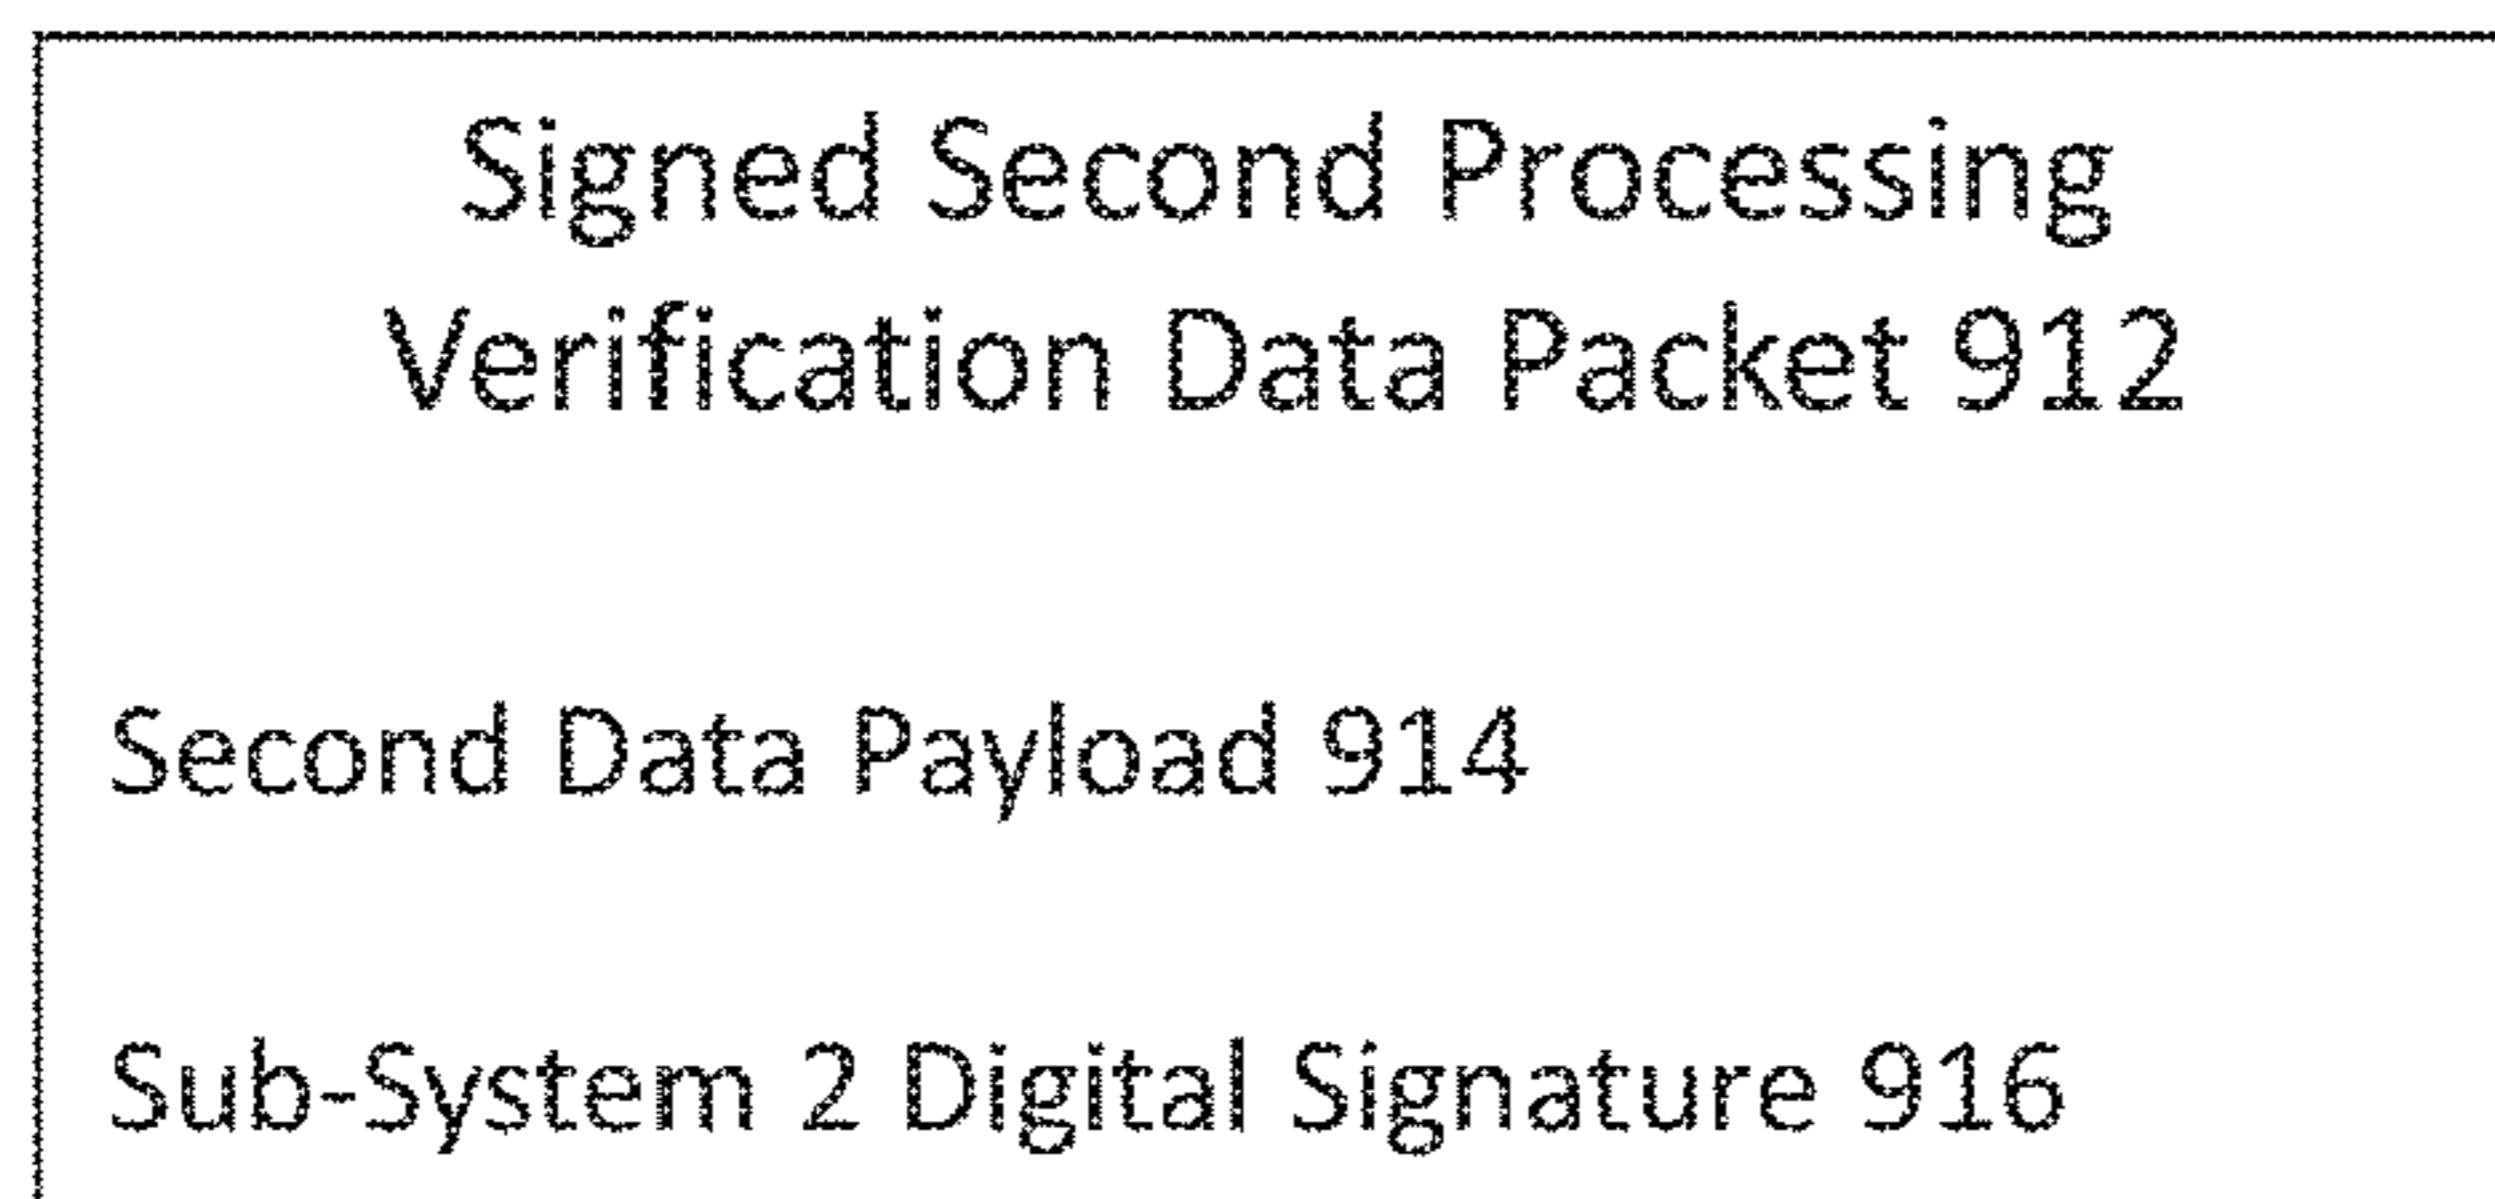 Signed Second Processing
Verification Data Packet 912
Second Data Payload 914
Sub-System 2 Digital Signature 916